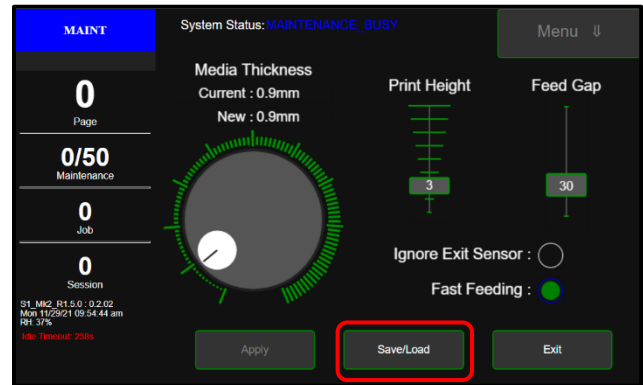 MAINT
System Status:MAINTENANCE_BUSY
Menu ⇓
0
Page
0/50
Maintenance
0
Job
0
Session
S1_Mk2_R1.5.0 : 0.2.02
Mon 11/29/21 09:54:44 am
RH: 37%
Idle Timeout: 238s
Media Thickness
Current : 0.9mm
New : 0.9mm
Print Height
3
Feed Gap
30
Ignore Exit Sensor :
Fast Feeding :
Apply
Save/Load
Exit